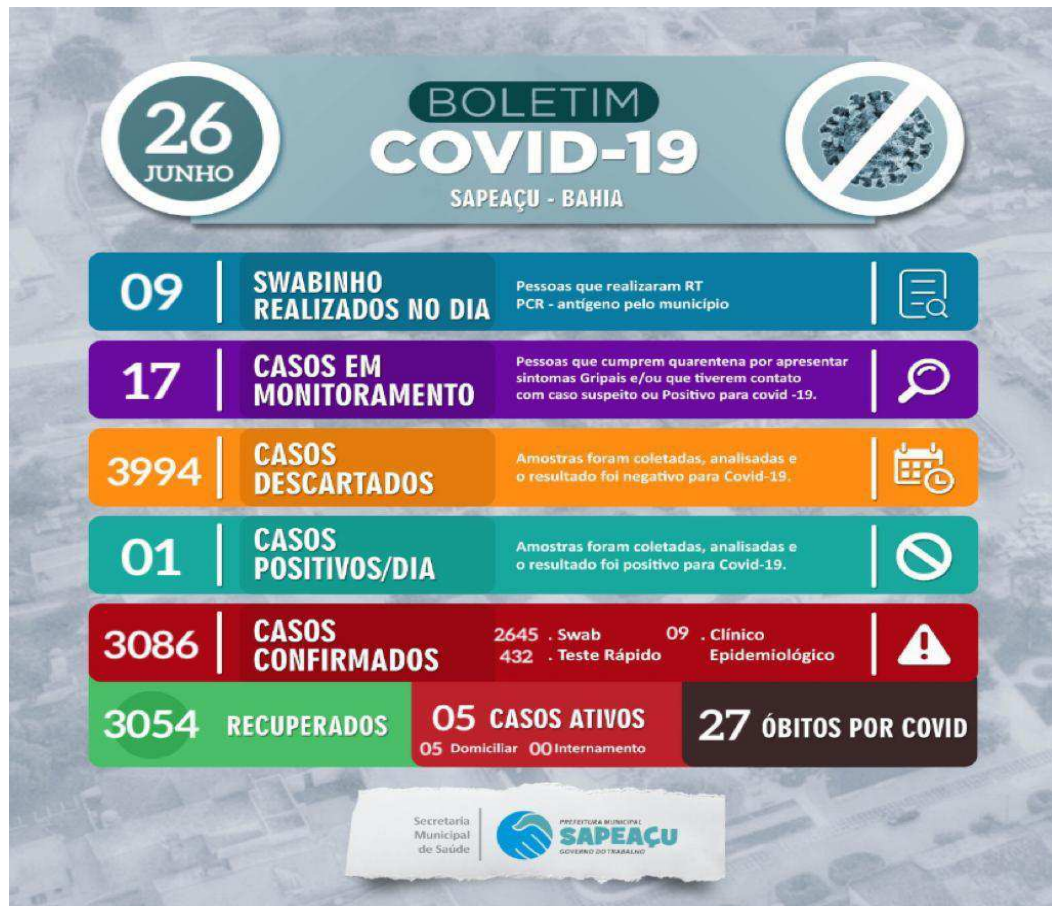 26
JUNHO
BOLETIM
COVID-19
SAPEAÇU - BAHIA
09
SWABINHO
REALIZADOS NO DIA
Pessoas que realizaram RT
PCR - antígeno pelo município
17
CASOS EM
MONITORAMENTO
Pessoas que cumprem quarentena por apresentar
sintomas Gripais e/ou que tiverem contato
com caso suspeito ou Positivo para covid -19.
3994
CASOS
DESCARTADOS
Amostras foram coletadas, analisadas e
o resultado foi negativo para Covid-19.
01
CASOS
POSITIVOS/DIA
Amostras foram coletadas, analisadas e
o resultado foi positivo para Covid-19.
3086
CASOS
CONFIRMADOS
2645 . Swab
432 . Teste Rápido
09 . Clínico
Epidemiológico
3054 RECUPERADOS
05 CASOS ATIVOS
05 Domiciliar 00 Internamento
27 ÓBITOS POR COVID
Secretaria
Municipal
de Saúde
PREFEITURA MUNICIPAL
SAPEAÇU
GOVERNO DO TRABALHO